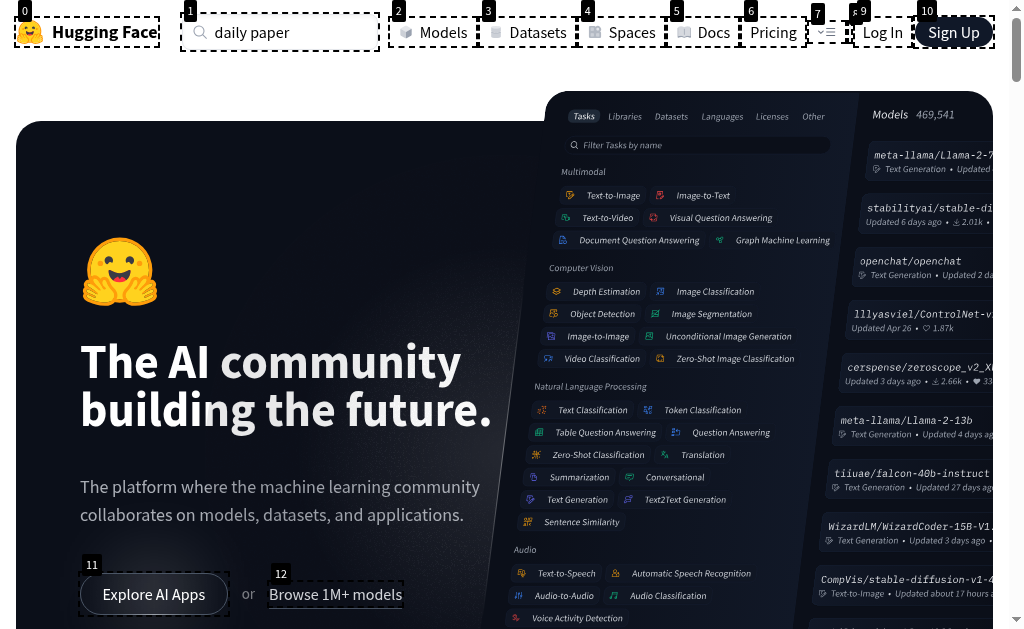 0
1
2
3
4
5
6
7
9
10
Hugging Face
daily paper
Models
Datasets
Spaces
Docs
Pricing
Log In
Sign Up
The AI community
building the future.
The platform where the machine learning community
collaborates on models, datasets, and applications.
11
Explore AI Apps
or
12
Browse 1M+ models
Tasks Libraries Datasets Languages Licenses Other
Filter Tasks by name
Multimodal
Text-to-Image Image-to-Text
Text-to-Video Visual Question Answering
Document Question Answering Graph Machine Learning
Computer Vision
Depth Estimation Image Classification
Object Detection Image Segmentation
Image-to-Image Unconditional Image Generation
Video Classification Zero-Shot Image Classification
Natural Language Processing
Text Classification Token Classification
Table Question Answering Question Answering
Zero-Shot Classification Translation
Summarization Conversational
Text Generation Text2Text Generation
Sentence Similarity
Audio
Text-to-Speech Automatic Speech Recognition
Audio-to-Audio Audio Classification
Voice Activity Detection
Models 469,541
meta-llama/Llama-2-7
Text Generation • Updated
stabilityai/stable-di
Updated 6 days ago • 2.01k •
openchat/openchat
Text Generation • Updated 2 da
lllyasviel/ControlNet-v
Updated Apr 26 • 1.87k
cerspense/zeroscope_v2_X
Updated 3 days ago • 2.66k • 33
meta-llama/Llama-2-13b
Text Generation • Updated 4 days ag
tiiuae/falcon-40b-instruct
Text Generation • Updated 27 days ag
WizardLM/WizardCoder-15B-V1.
Text Generation • Updated 3 days ago •
CompVis/stable-diffusion-v1-4
Text-to-Image • Updated about 17 hours a